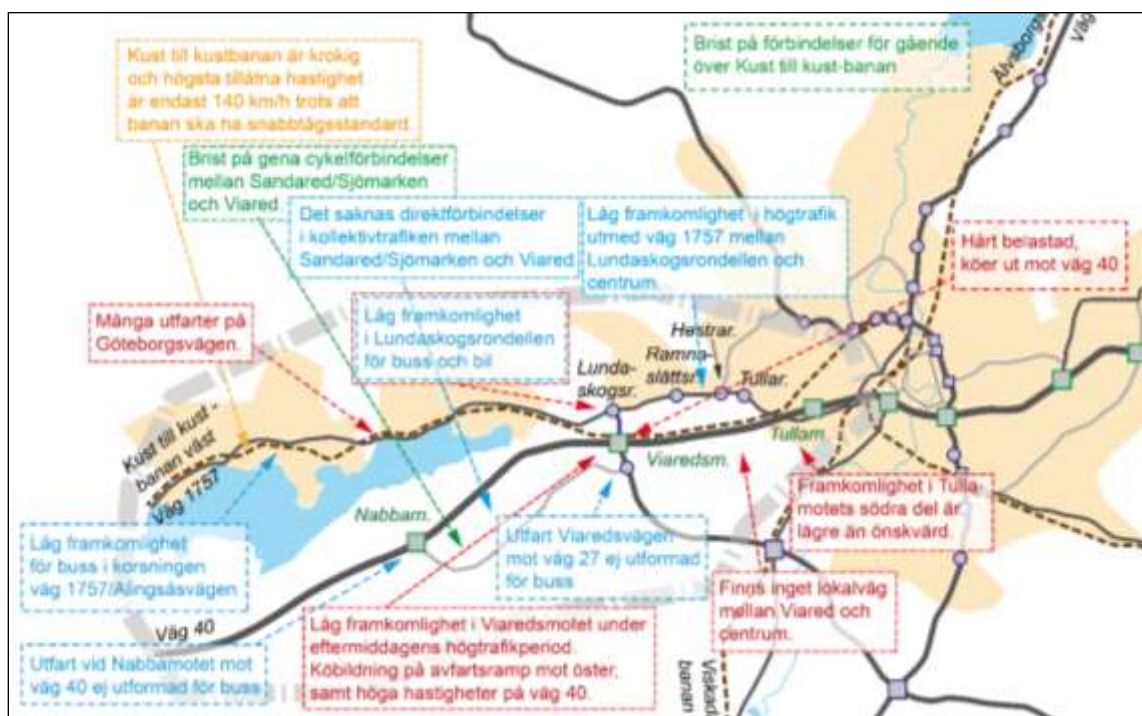 Kust till kustbanan är krokig
och högsta tillåtna hastighet
är endast 140 km/h trots att
banan ska ha snabbtågsstandard.
Brist på förbindelser för gående
över Kust till kust-banan
Älvsborgs
Väg
Brist på gena cykelförbindelser
mellan Sandared/Sjömarken
och Viared.
Det saknas direktförbindelser
i kollektivtrafiken mellan
Sandared/Sjömarken och Viared.
Låg framkomlighet i högtrafik
utmed väg 1757 mellan
Lundaskogsrondellen och
centrum.
Hårt belastad,
köer ut mot väg 40
Många utfarter på
Göteborgsvägen.
Låg framkomlighet
i Lundaskogsrondellen
för buss och bil
Hestrar.
Ramna-
slättsr.
Tullar.
Lunda-
skogsr.
Kust till kust -
banan väst
Väg 1757
Tullam.
Viaredsm.
Nabbam.
Framkomlighet i Tulla-
motets södra del är
lägre än önskvärd.
Låg framkomlighet
för buss i korsningen
väg 1757/Alingsåsvägen
Utfart Viaredsvägen
mot väg 27 ej utformad
för buss
Finns inget lokalväg
mellan Viared och
centrum.
Väg 40
Låg framkomlighet i Viaredsmotet under
eftermiddagens högtrafikperiod.
Köbildning på avfartsramp mot öster,
samt höga hastigheter på väg 40.
Utfart vid Nabbamotet mot
väg 40 ej utformad för buss
Viskad
banan